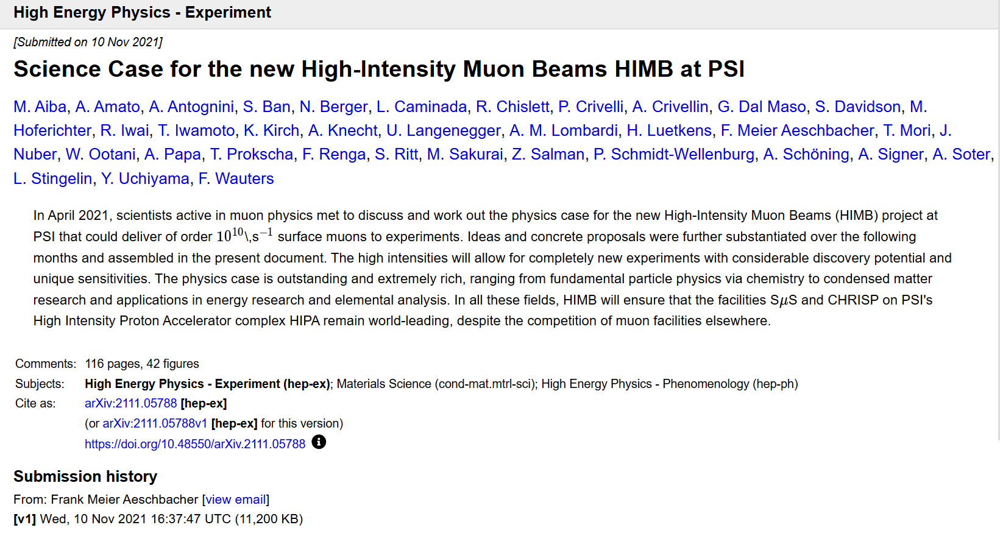 High Energy Physics - Experiment
[Submitted on 10 Nov 2021]
Science Case for the new High-Intensity Muon Beams HIMB at PSI
M. Aiba, A. Amato, A. Antognini, S. Ban, N. Berger, L. Caminada, R. Chislett, P. Crivelli, A. Crivellin, G. Dal Maso, S. Davidson, M.
Hoferichter, R. Iwai, T. Iwamoto, K. Kirch, A. Knecht, U. Langenegger, A. M. Lombardi, H. Luetkens, F. Meier Aeschbacher, T. Mori, J.
Nuber, W. Ootani, A. Papa, T. Prokscha, F. Renga, S. Ritt, M. Sakurai, Z. Salman, P. Schmidt-Wellenburg, A. Schöning, A. Signer, A. Soter,
L. Stingelin, Y. Uchiyama, F. Wauters
In April 2021, scientists active in muon physics met to discuss and work out the physics case for the new High-Intensity Muon Beams (HIMB) project at
PSI that could deliver of order 10¹⁰\,s⁻¹ surface muons to experiments. Ideas and concrete proposals were further substantiated over the following
months and assembled in the present document. The high intensities will allow for completely new experiments with considerable discovery potential and
unique sensitivities. The physics case is outstanding and extremely rich, ranging from fundamental particle physics via chemistry to condensed matter
research and applications in energy research and elemental analysis. In all these fields, HIMB will ensure that the facilities SμS and CHRISP on PSI's
High Intensity Proton Accelerator complex HIPA remain world-leading, despite the competition of muon facilities elsewhere.
Comments: 116 pages, 42 figures
Subjects: High Energy Physics - Experiment (hep-ex); Materials Science (cond-mat.mtrl-sci); High Energy Physics - Phenomenology (hep-ph)
Cite as: arXiv:2111.05788 [hep-ex]
(or arXiv:2111.05788v1 [hep-ex] for this version)
https://doi.org/10.48550/arXiv.2111.05788
Submission history
From: Frank Meier Aeschbacher [view email]
[v1] Wed, 10 Nov 2021 16:37:47 UTC (11,200 KB)